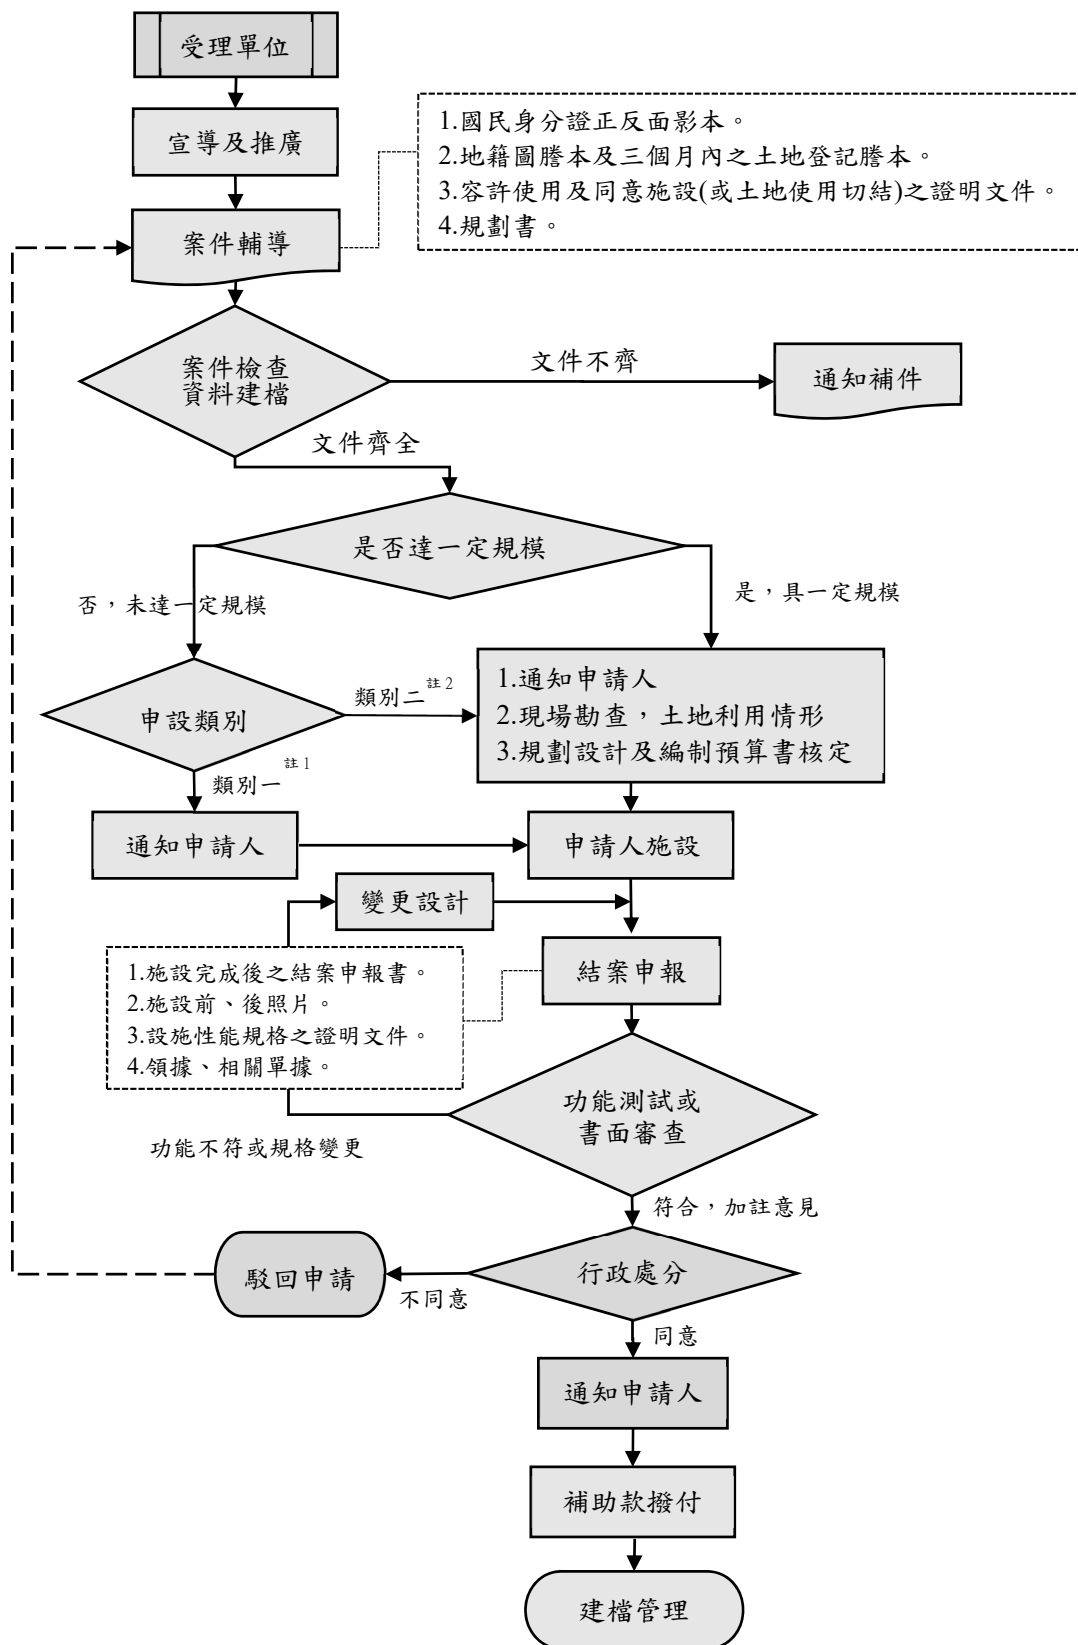 受理單位
宣導及推廣
1.國民身分證正反面影本。
2.地籍圖謄本及三個月內之土地登記謄本。
3.容許使用及同意施設(或土地使用切結)之證明文件。
4.規劃書。
案件輔導
案件檢查
資料建檔
文件不齊
通知補件
文件齊全
是否達一定規模
否，未達一定規模
是，具一定規模
申設類別
類別二註2
1.通知申請人
2.現場勘查，土地利用情形
3.規劃設計及編制預算書核定
類別一註1
通知申請人
申請人施設
變更設計
1.施設完成後之結案申報書。
2.施設前、後照片。
3.設施性能規格之證明文件。
4.領據、相關單據。
結案申報
功能測試或
書面審查
功能不符或規格變更
符合，加註意見
駁回申請
不同意
行政處分
同意
通知申請人
補助款撥付
建檔管理